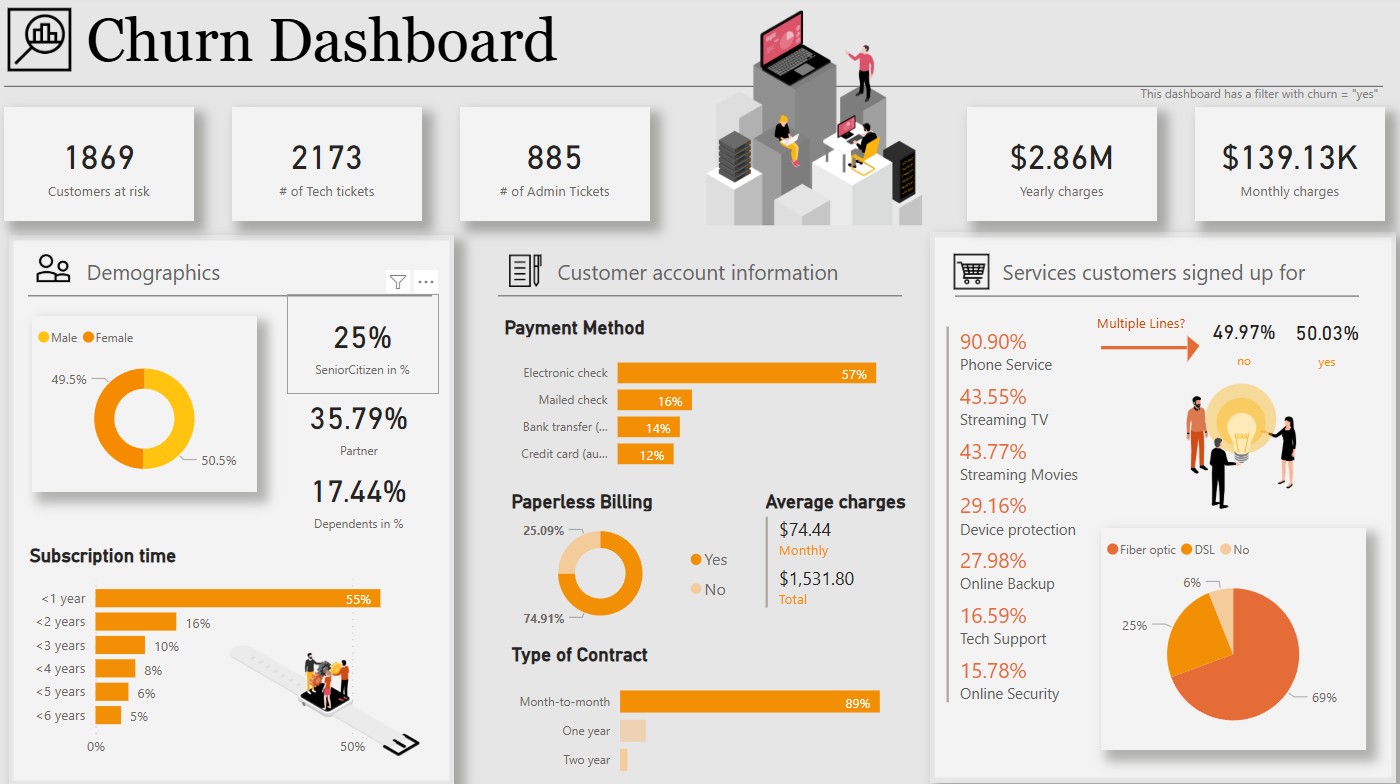 Churn Dashboard
This dashboard has a filter with churn = "yes"
1869
Customers at risk
2173
# of Tech tickets
885
# of Admin Tickets
$2.86M
Yearly charges
$139.13K
Monthly charges
Demographics
Male Female
49.5%
50.5%
25%
SeniorCitizen in %
35.79%
Partner
17.44%
Dependents in %
Subscription time
<1 year 55%
<2 years 16%
<3 years 10%
<4 years 8%
<5 years 6%
<6 years 5%
0% 50%
Customer account information
Payment Method
Electronic check 57%
Mailed check 16%
Bank transfer (... 14%
Credit card (au... 12%
Paperless Billing
25.09%
74.91%
Yes
No
Average charges
$74.44
Monthly
$1,531.80
Total
Type of Contract
Month-to-month 89%
One year
Two year
Services customers signed up for
90.90%
Phone Service
43.55%
Streaming TV
43.77%
Streaming Movies
29.16%
Device protection
27.98%
Online Backup
16.59%
Tech Support
15.78%
Online Security
Multiple Lines?
49.97% 50.03%
no yes
Fiber optic DSL No
6%
25%
69%